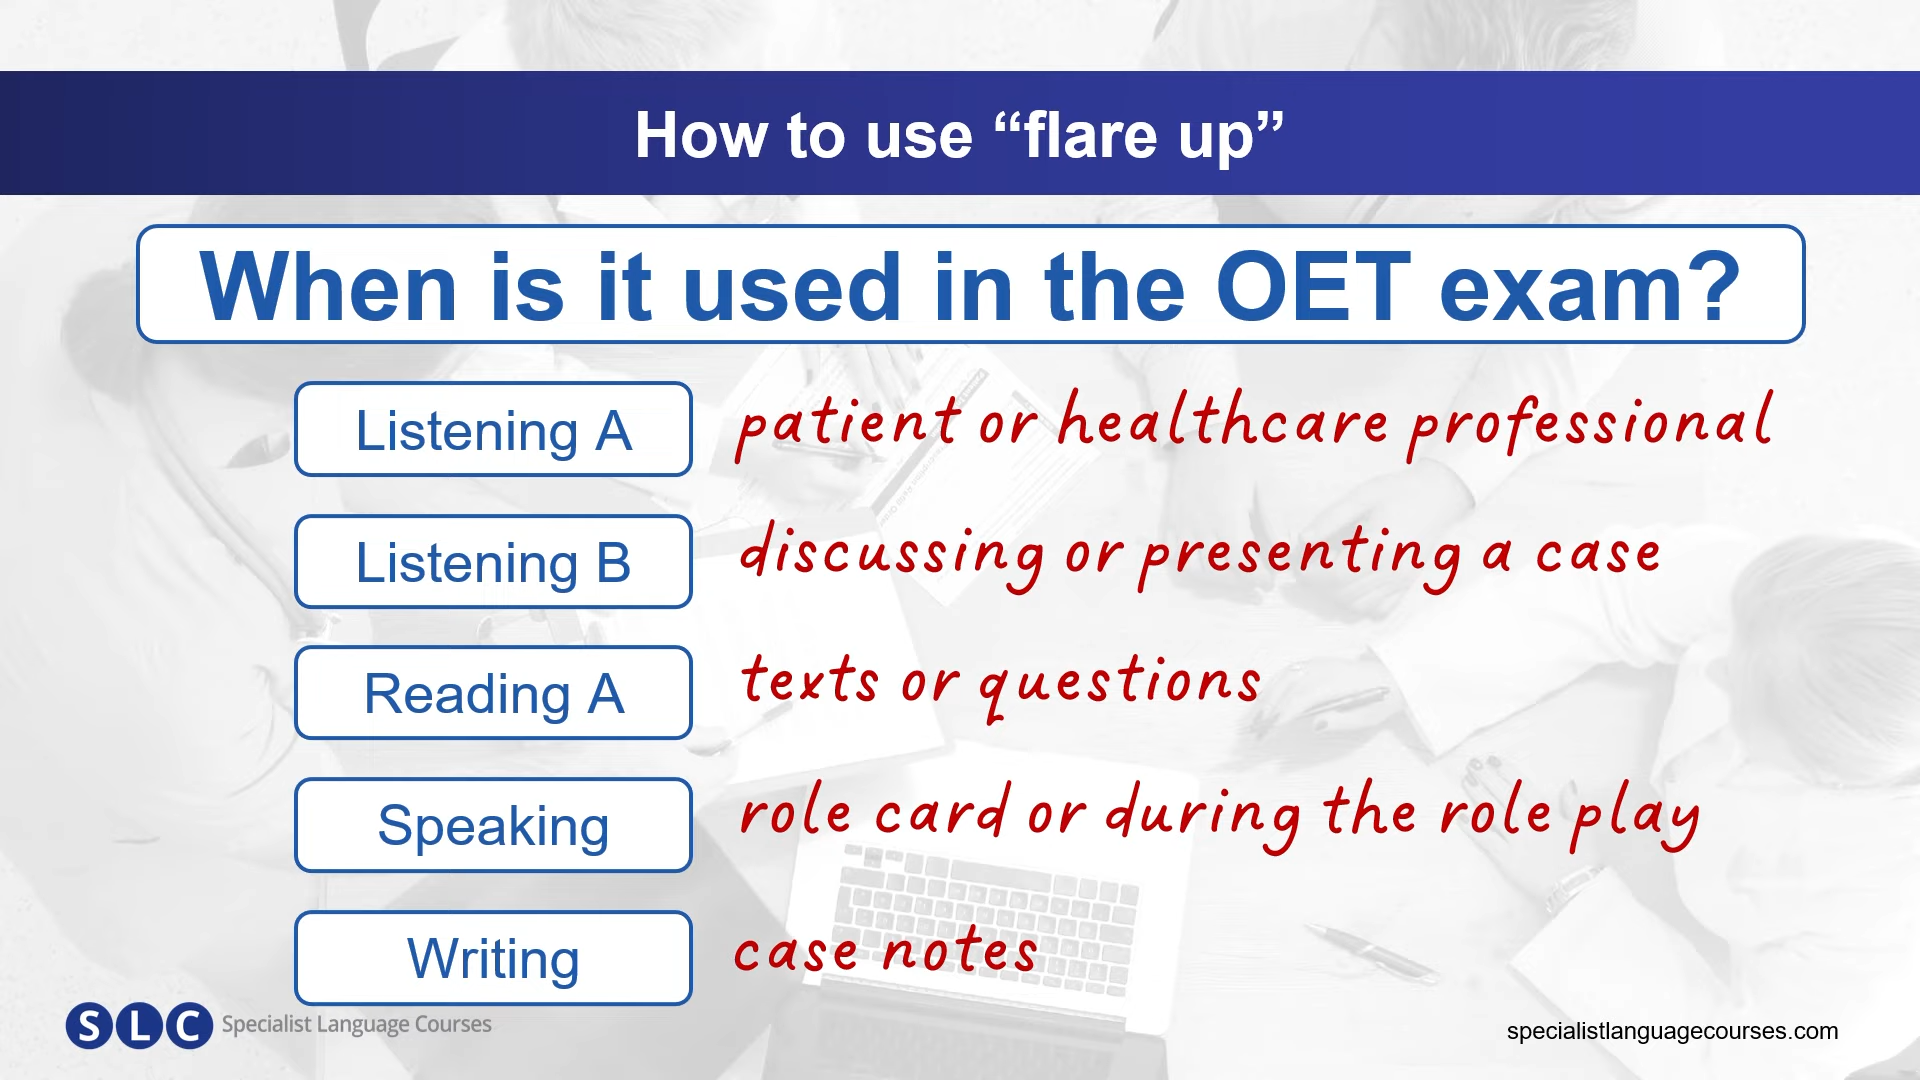 How to use “flare up”
When is it used in the OET exam?
Listening A patient or healthcare professional
Listening B discussing or presenting a case
Reading A texts or questions
Speaking role card or during the role play
Writing case notes
SLC Specialist Language Courses
specialistlanguagecourses.com